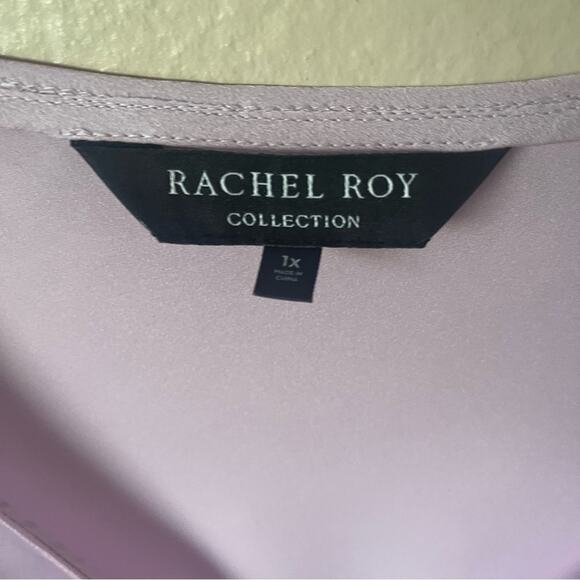 RACHEL ROY
COLLECTION
1X
MADE IN
CHINA